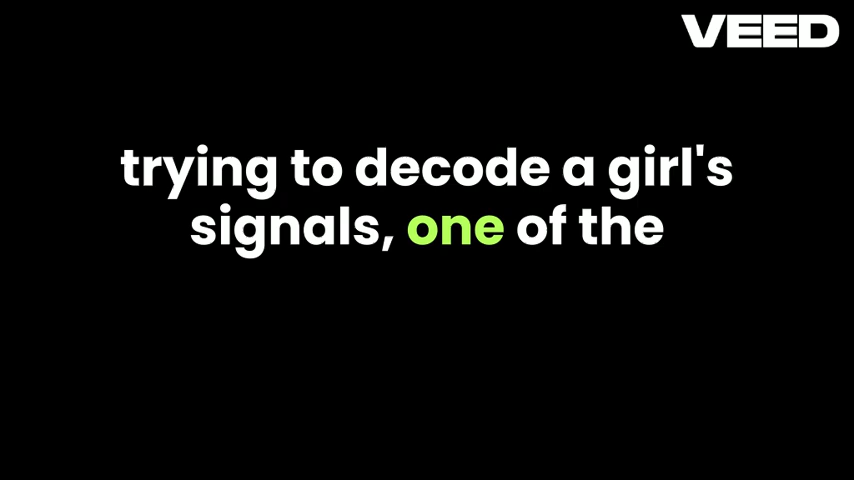 VEED
trying to decode a girl's
signals, one of the